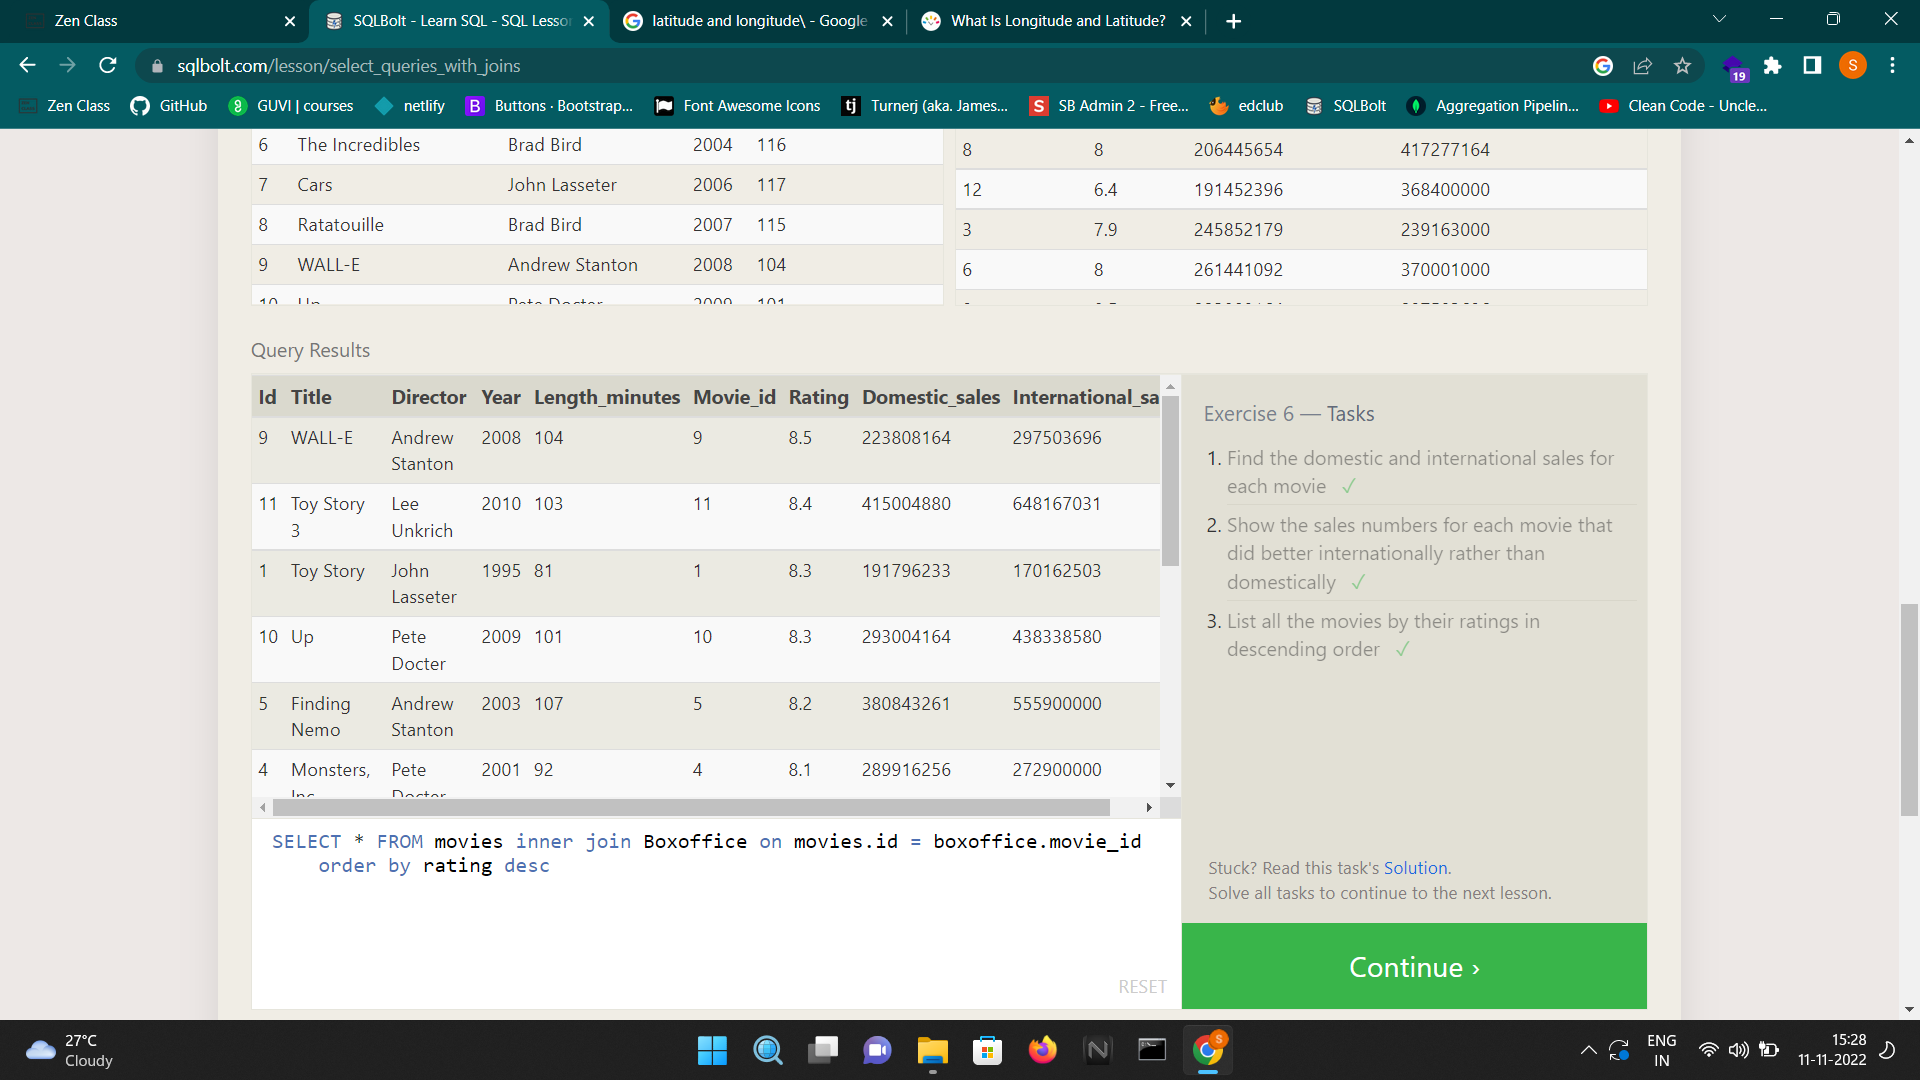 Zen Class
SQLBolt - Learn SQL - SQL Lesson
latitude and longitude\ - Google
What Is Longitude and Latitude?
sqlbolt.com/lesson/select_queries_with_joins
19
S
Zen Class
GitHub
GUVI | courses
netlify
B Buttons · Bootstrap...
Font Awesome Icons
tj Turnerj (aka. James...
S SB Admin 2 - Free...
edclub
SQLBolt
Aggregation Pipelin...
Clean Code - Uncle...
6 The Incredibles Brad Bird 2004 116
7 Cars John Lasseter 2006 117
8 Ratatouille Brad Bird 2007 115
9 WALL-E Andrew Stanton 2008 104
10 Up Pete Docter 2009 101
8 8 206445654 417277164
12 6.4 191452396 368400000
3 7.9 245852179 239163000
6 8 261441092 370001000
Query Results
Id Title Director Year Length_minutes Movie_id Rating Domestic_sales International_sa
9 WALL-E Andrew Stanton 2008 104 9 8.5 223808164 297503696
11 Toy Story 3 Lee Unkrich 2010 103 11 8.4 415004880 648167031
1 Toy Story John Lasseter 1995 81 1 8.3 191796233 170162503
10 Up Pete Docter 2009 101 10 8.3 293004164 438338580
5 Finding Nemo Andrew Stanton 2003 107 5 8.2 380843261 555900000
4 Monsters, Inc. Pete Docter 2001 92 4 8.1 289916256 272900000
SELECT * FROM movies inner join Boxoffice on movies.id = boxoffice.movie_id
order by rating desc
RESET
Exercise 6 — Tasks
1. Find the domestic and international sales for
each movie ✓
2. Show the sales numbers for each movie that
did better internationally rather than
domestically ✓
3. List all the movies by their ratings in
descending order ✓
Stuck? Read this task's Solution.
Solve all tasks to continue to the next lesson.
Continue ›
27°C
Cloudy
S
ENG
IN
15:28
11-11-2022